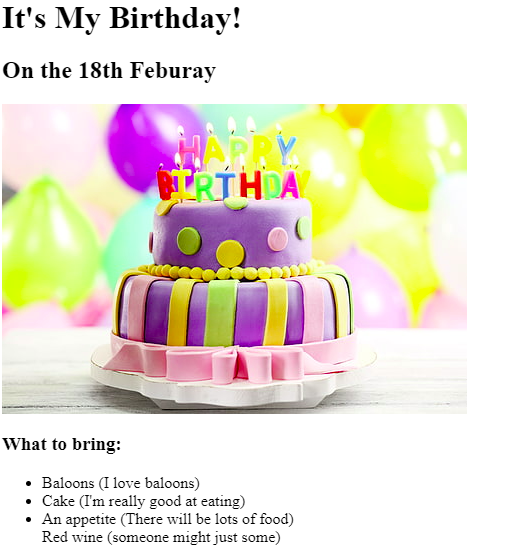 It's My Birthday!
On the 18th Feburay
HAPPY
BIRTHDAY
What to bring:
Baloons (I love baloons)
Cake (I'm really good at eating)
An appetite (There will be lots of food)
Red wine (someone might just some)